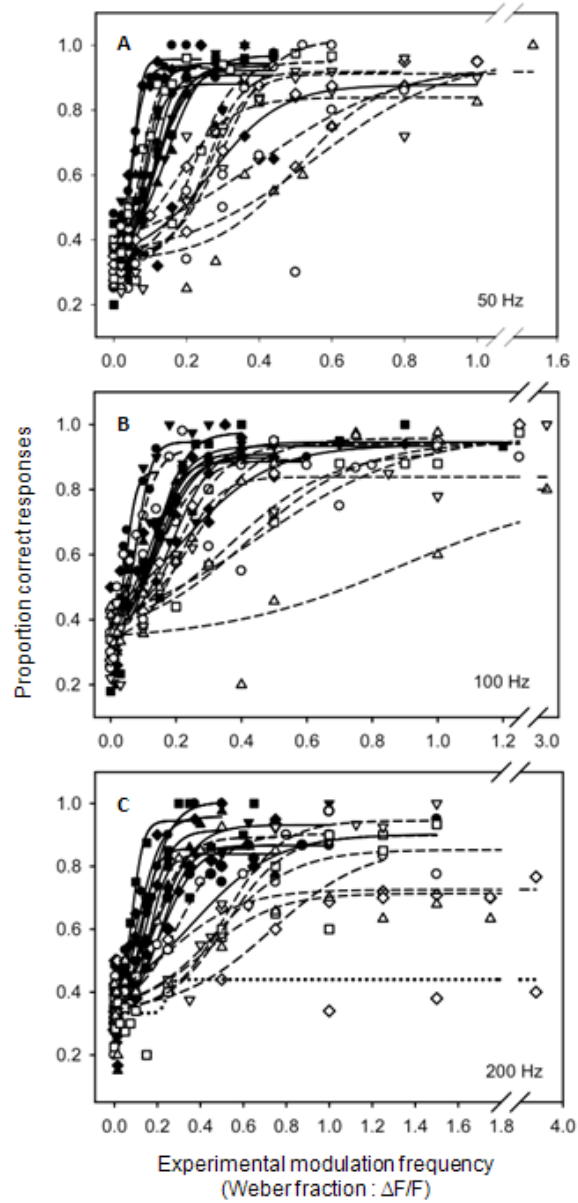 A
1.0
0.8
0.6
0.4
0.2
50 Hz
0.0 0.2 0.4 0.6 0.8 1.0 1.6
B
1.0
0.8
0.6
0.4
0.2
100 Hz
0.0 0.2 0.4 0.6 0.8 1.0 1.2 3.0
Proportion correct responses
C
1.0
0.8
0.6
0.4
0.2
200 Hz
0.0 0.2 0.4 0.6 0.8 1.0 1.2 1.4 1.6 1.8 4.0
Experimental modulation frequency
(Weber fraction : ΔF/F)